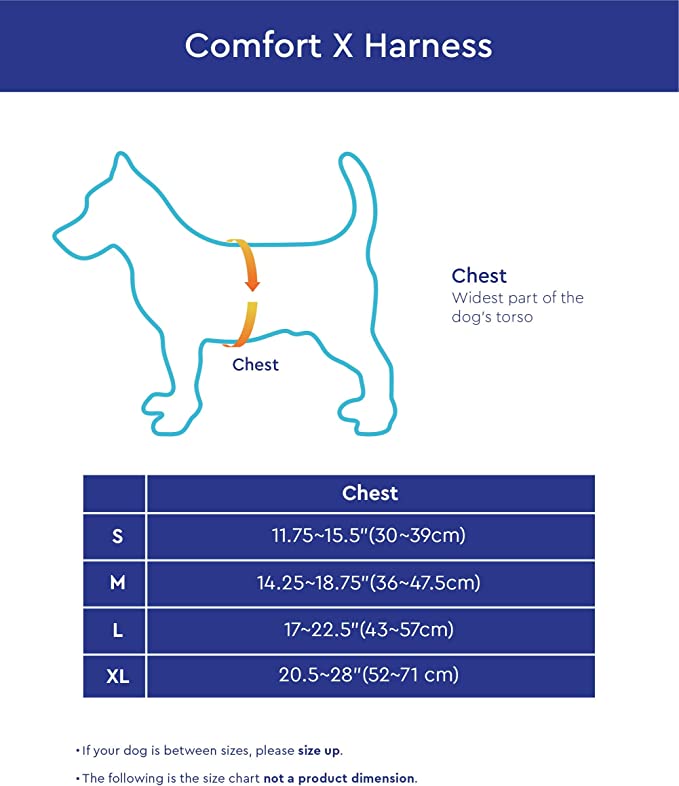 Comfort X Harness
Chest
Widest part of the
dog's torso
Chest
Chest
S 11.75~15.5"(30~39cm)
M 14.25~18.75"(36~47.5cm)
L 17~22.5"(43~57cm)
XL 20.5~28"(52~71 cm)
• If your dog is between sizes, please size up.
• The following is the size chart not a product dimension.